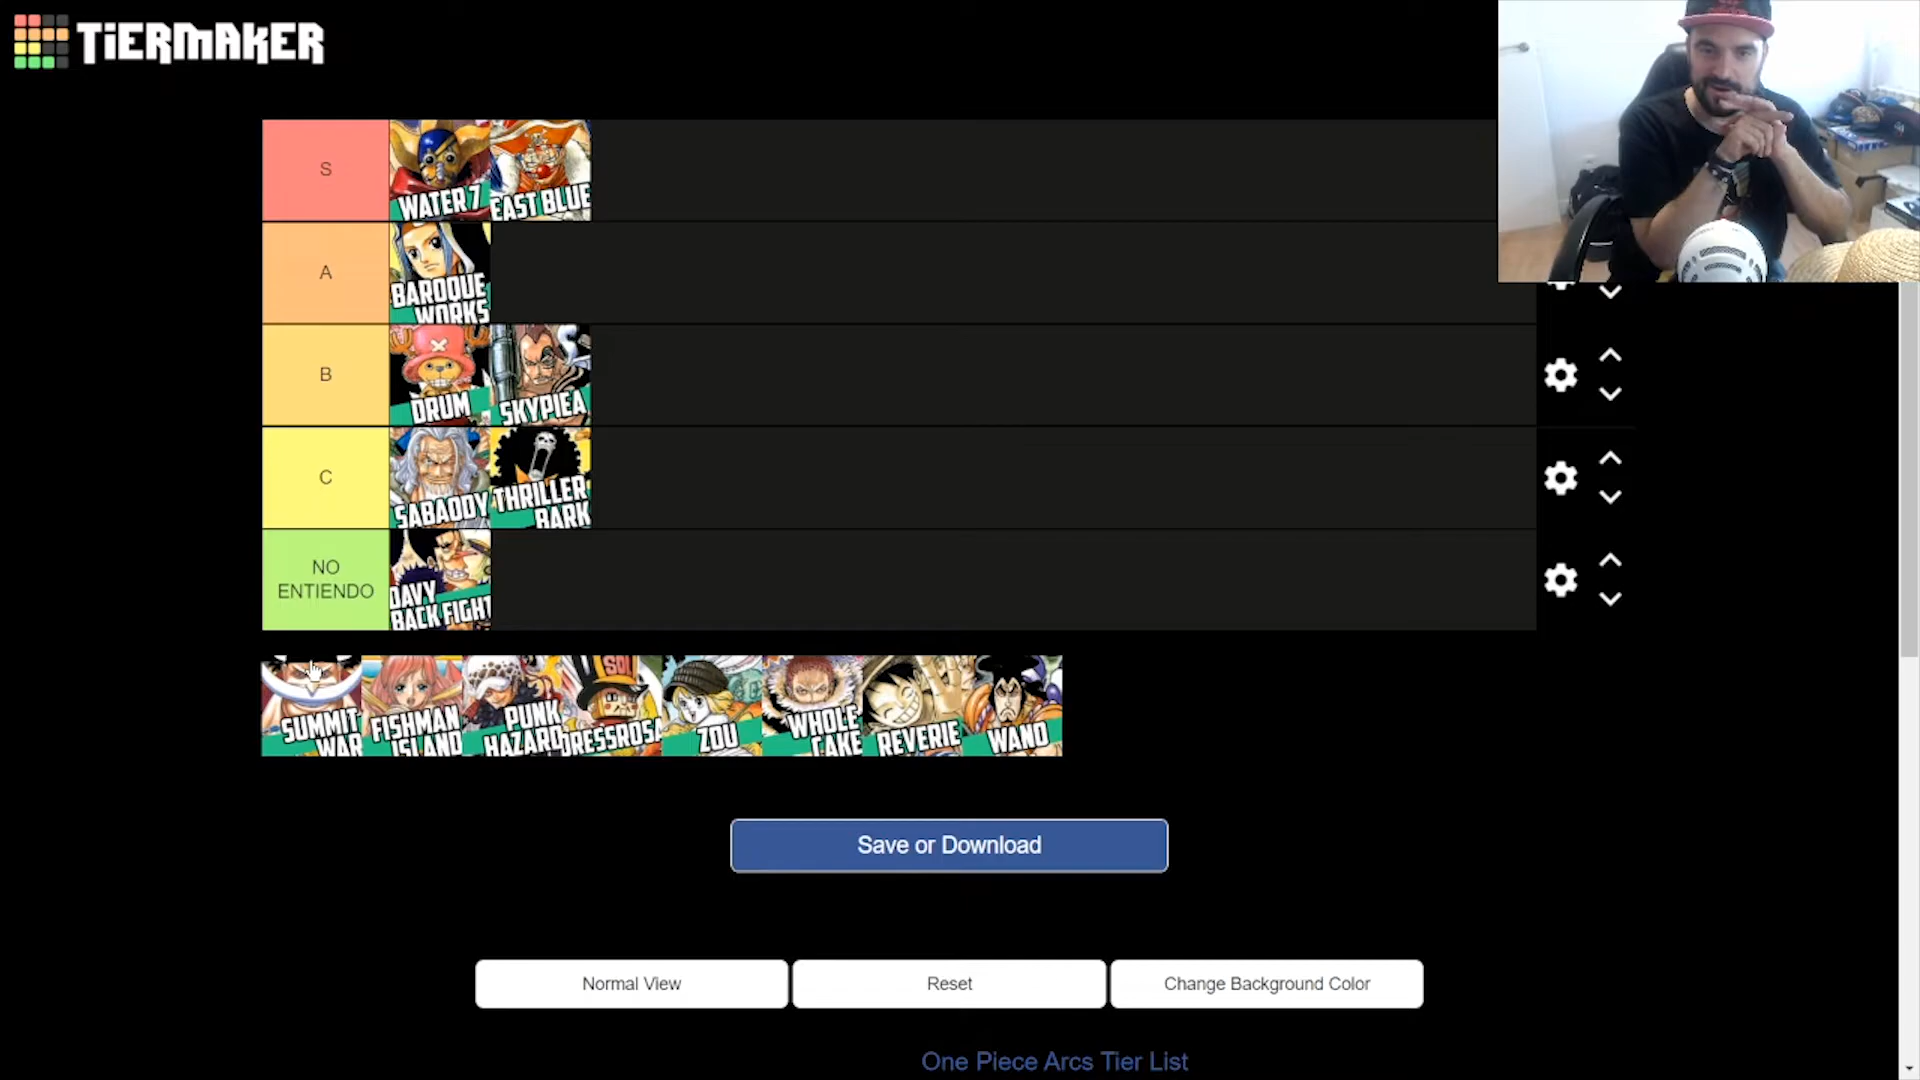 TiERMAKER
S
WATER 7
EAST BLUE
A
BAROQUE
WORKS
B
DRUM
SKYPIEA
C
SABAODY
THRILLER
BARK
NO
ENTIENDO
DAVY
BACK FIGHT
SUMMIT
WAR
FISHMAN
ISLAND
PUNK
HAZARD
SOL
DRESSROSA
ZOU
WHOLE
CAKE
REVERIE
WANO
Save or Download
Normal View
Reset
Change Background Color
One Piece Arcs Tier List